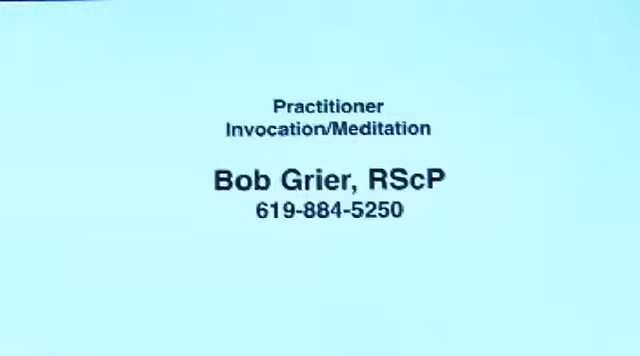 Practitioner
Invocation/Meditation
Bob Grier, RScP
619-884-5250